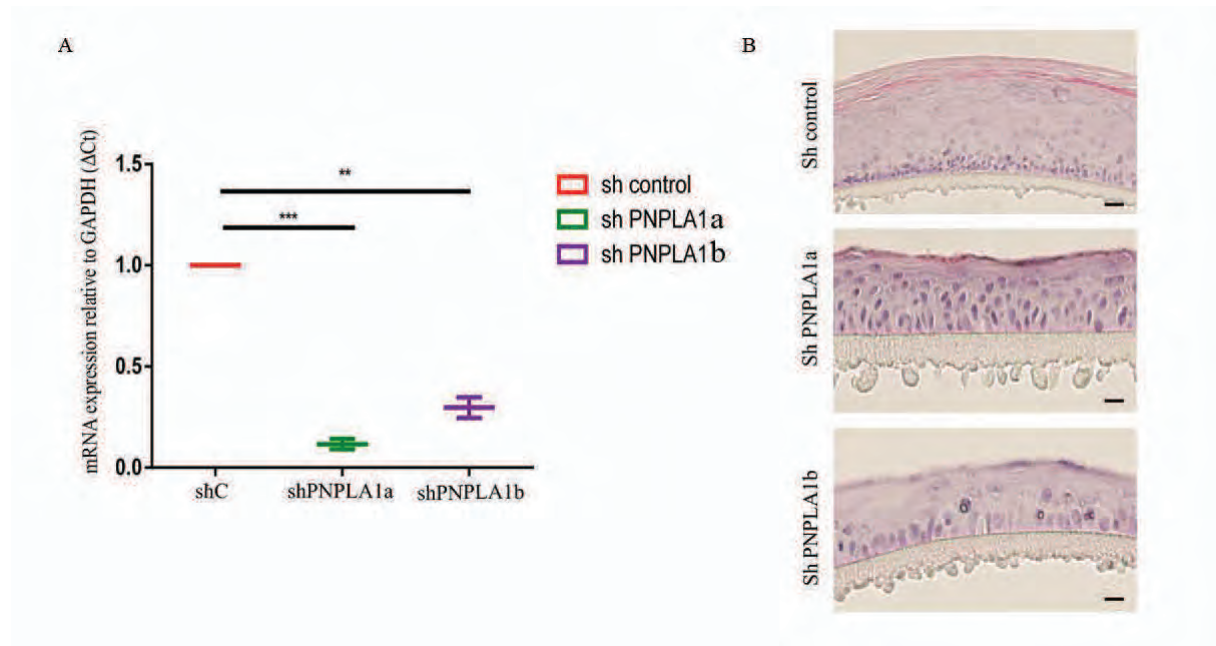 A
B
mRNA expression relative to GAPDH (ΔCt)
1.5
1.0
0.5
0.0
**
***
shC
shPNPLA1a
shPNPLA1b
sh control
sh PNPLA1a
sh PNPLA1b
Sh control
Sh PNPLA1a
Sh PNPLA1b